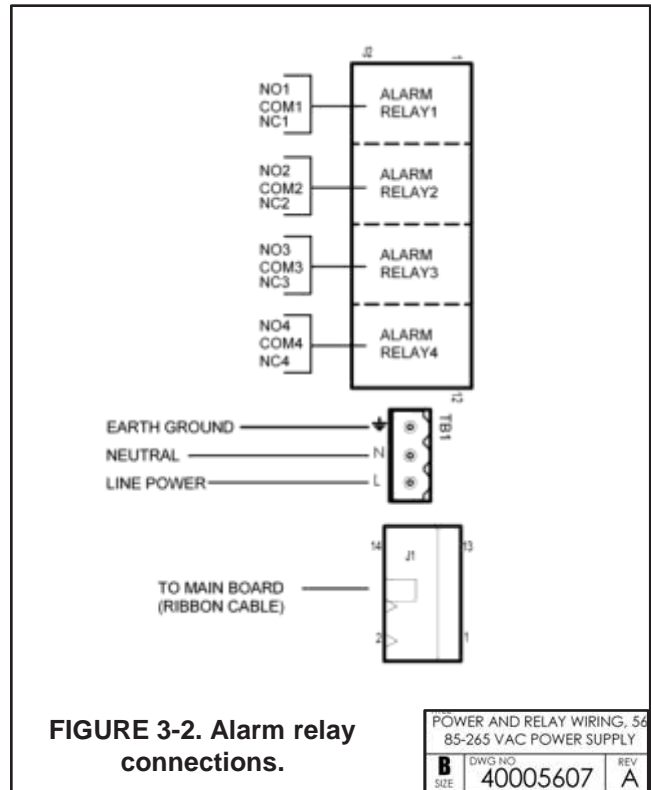 J2
1
NO1
COM1
NC1
ALARM
RELAY1
NO2
COM2
NC2
ALARM
RELAY2
NO3
COM3
NC3
ALARM
RELAY3
NO4
COM4
NC4
ALARM
RELAY4
12
TB1
EARTH GROUND
NEUTRAL
N
LINE POWER
L
14
J1
13
TO MAIN BOARD
(RIBBON CABLE)
2
1
FIGURE 3-2. Alarm relay
connections.
POWER AND RELAY WIRING, 56
85-265 VAC POWER SUPPLY
B
SIZE
DWG NO
40005607
REV
A